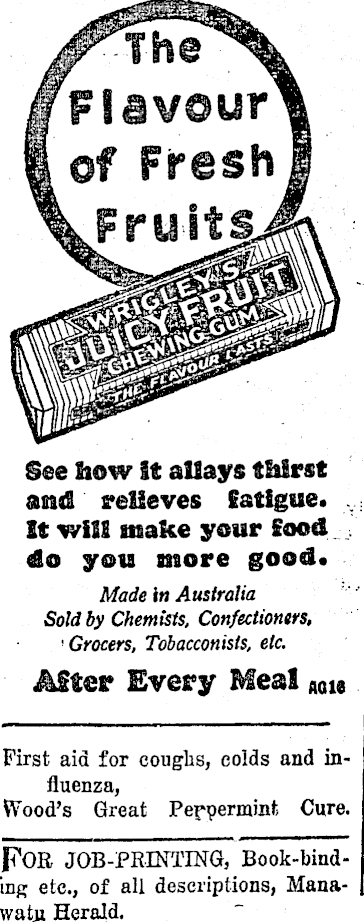 The
Flavour
of Fresh
Fruits
WRIGLEY'S
JUICY FRUIT
CHEWING GUM
THE FLAVOUR LASTS
See how it allays thirst
and relieves fatigue.
It will make your food
do you more good.
Made in Australia
Sold by Chemists, Confectioners,
Grocers, Tobacconists, etc.
After Every Meal AG16
First aid for coughs, colds and in-
fluenza,
Wood's Great Peppermint Cure.
FOR JOB-PRINTING, Book-bind-
ing etc., of all descriptions, Mana-
watu Herald.